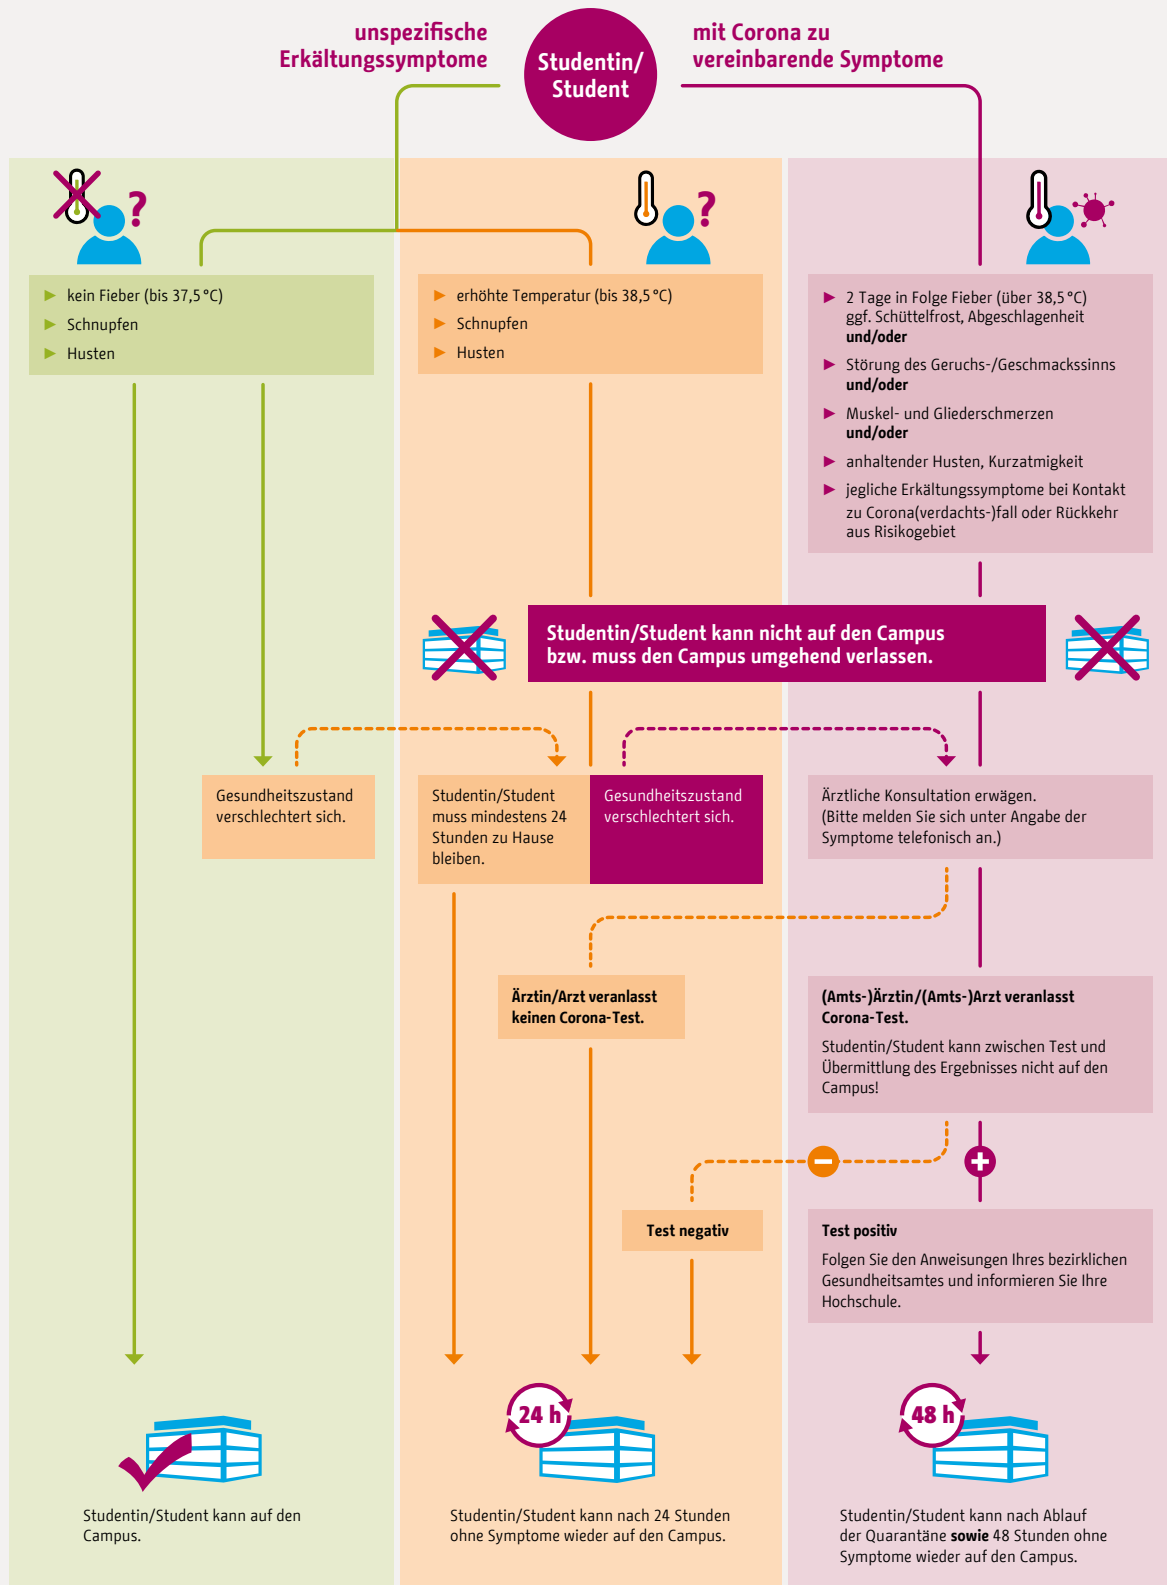 unspezifische
Erkältungssymptome
Studentin/
Student
mit Corona zu
vereinbarende Symptome
?
?
► kein Fieber (bis 37,5 °C)
► Schnupfen
► Husten
► erhöhte Temperatur (bis 38,5 °C)
► Schnupfen
► Husten
► 2 Tage in Folge Fieber (über 38,5 °C)
ggf. Schüttelfrost, Abgeschlagenheit
und/oder
► Störung des Geruchs-/Geschmackssinns
und/oder
► Muskel- und Gliederschmerzen
und/oder
► anhaltender Husten, Kurzatmigkeit
► jegliche Erkältungssymptome bei Kontakt
zu Corona(verdachts-)fall oder Rückkehr
aus Risikogebiet
Studentin/Student kann nicht auf den Campus
bzw. muss den Campus umgehend verlassen.
Gesundheitszustand
verschlechtert sich.
Studentin/Student
muss mindestens 24
Stunden zu Hause
bleiben.
Gesundheitszustand
verschlechtert sich.
Ärztliche Konsultation erwägen.
(Bitte melden Sie sich unter Angabe der
Symptome telefonisch an.)
Ärztin/Arzt veranlasst
keinen Corona-Test.
(Amts-)Ärztin/(Amts-)Arzt veranlasst
Corona-Test.
Studentin/Student kann zwischen Test und
Übermittlung des Ergebnisses nicht auf den
Campus!
− +
Test negativ
Test positiv
Folgen Sie den Anweisungen Ihres bezirklichen
Gesundheitsamtes und informieren Sie Ihre
Hochschule.
24 h
48 h
Studentin/Student kann auf den
Campus.
Studentin/Student kann nach 24 Stunden
ohne Symptome wieder auf den Campus.
Studentin/Student kann nach Ablauf
der Quarantäne sowie 48 Stunden ohne
Symptome wieder auf den Campus.